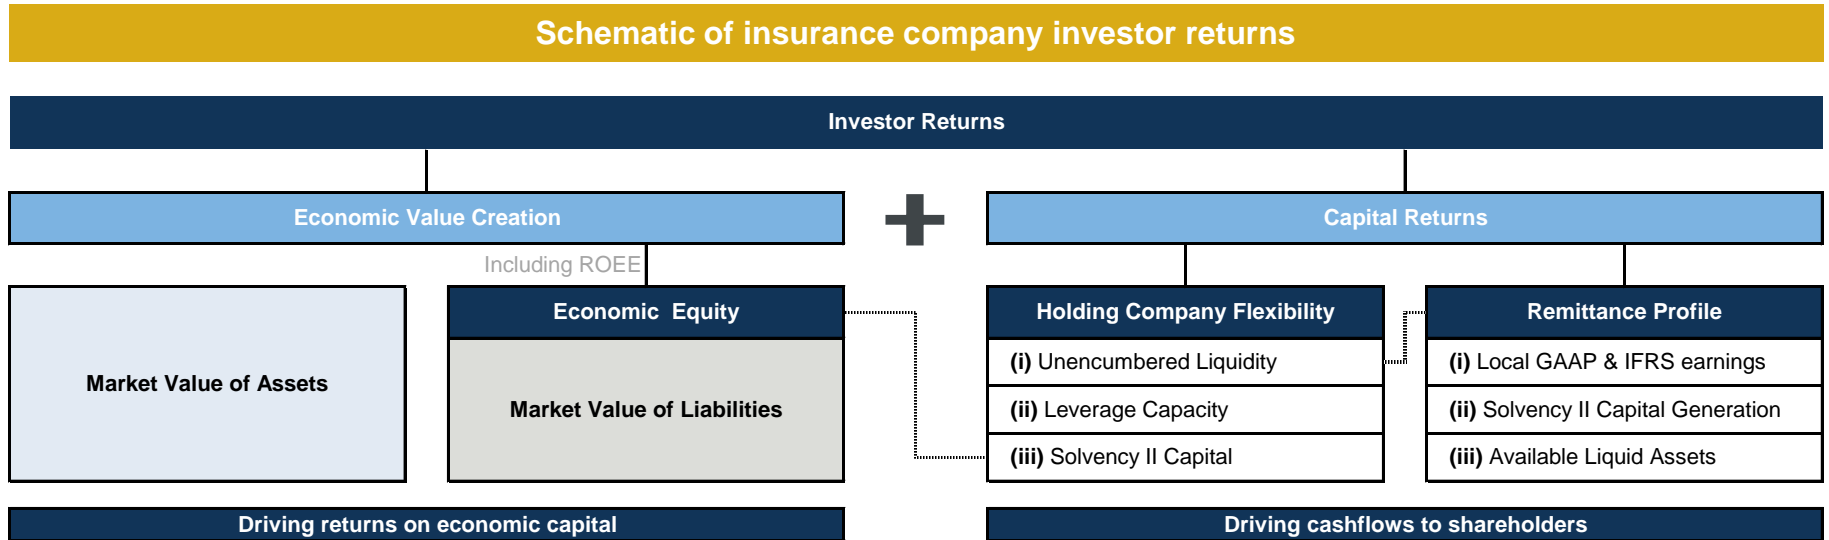 Schematic of insurance company investor returns
Investor Returns
Economic Value Creation
Capital Returns
Including ROEE
Market Value of Assets
Economic Equity
Market Value of Liabilities
Holding Company Flexibility
(i) Unencumbered Liquidity
(ii) Leverage Capacity
(iii) Solvency II Capital
Remittance Profile
(i) Local GAAP & IFRS earnings
(ii) Solvency II Capital Generation
(iii) Available Liquid Assets
Driving returns on economic capital
Driving cashflows to shareholders